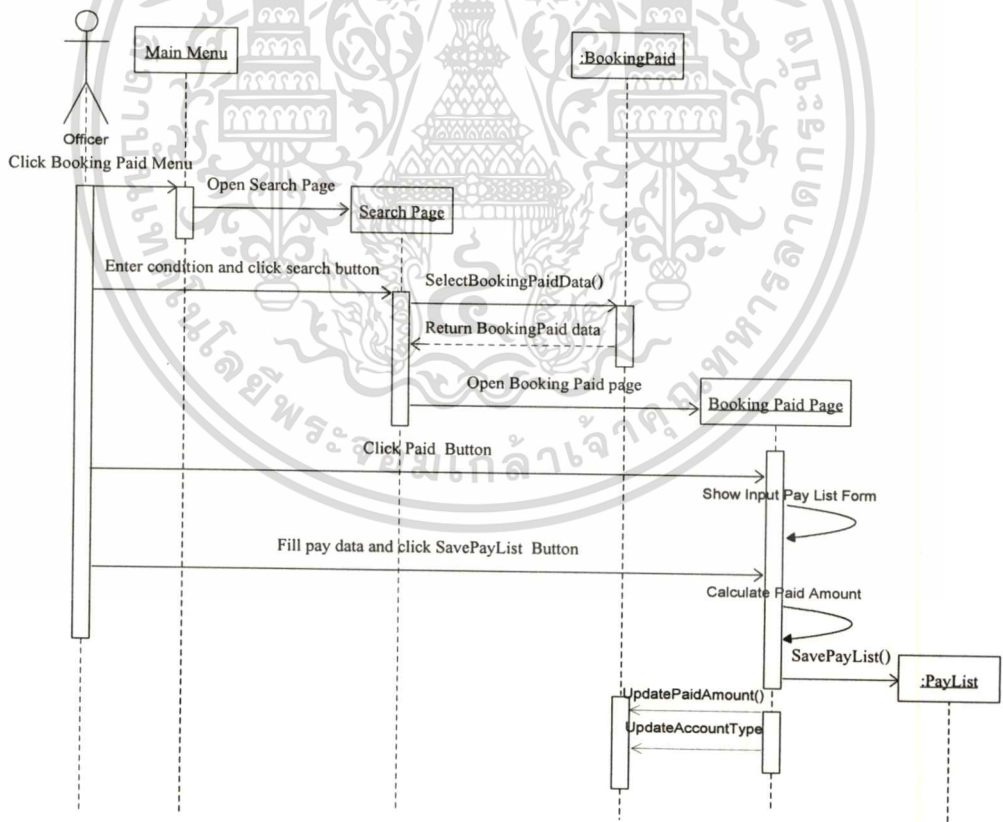 Main Menu
:BookingPaid
Officer
Click Booking Paid Menu
Open Search Page
Search Page
Enter condition and click search button
SelectBookingPaidData()
Return BookingPaid data
Open Booking Paid page
Booking Paid Page
Click Paid Button
Show Input Pay List Form
Fill pay data and click SavePayList Button
Calculate Paid Amount
SavePayList()
:PayList
UpdatePaidAmount()
UpdateAccountType